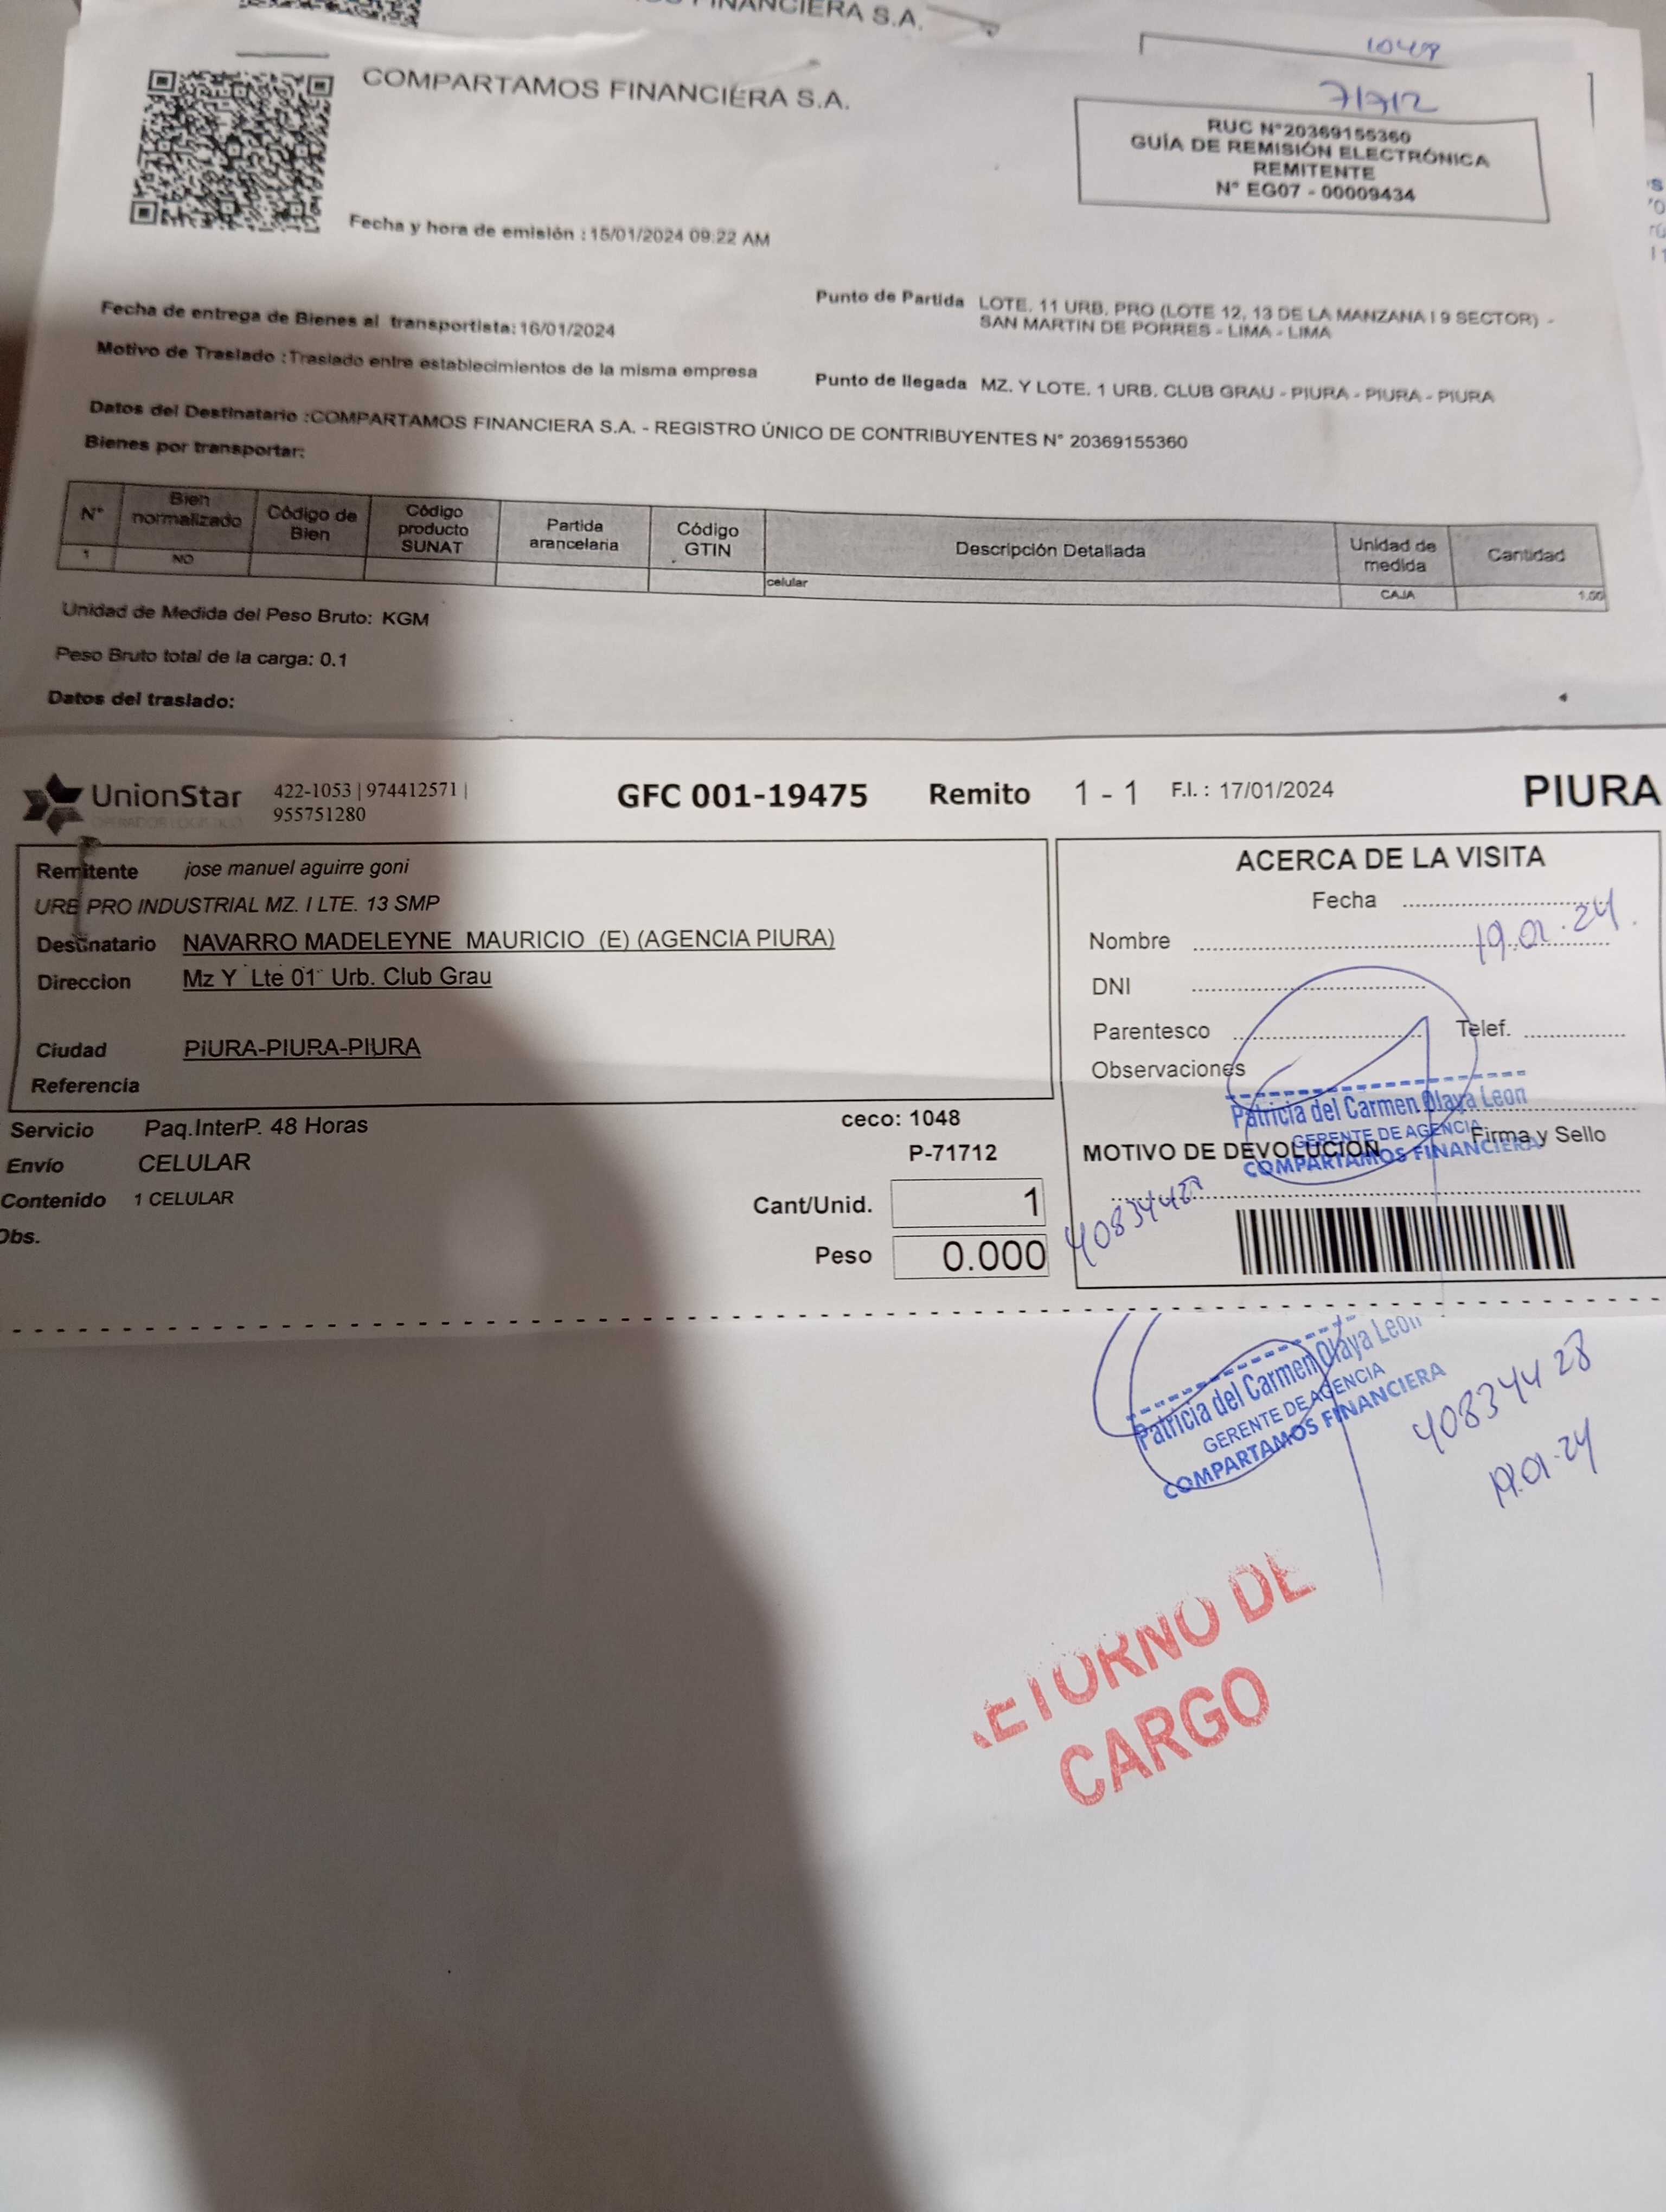 FINANCIERA S.A.
COMPARTAMOS FINANCIERA S.A.
1048
71712
RUC N°20369155360
GUÍA DE REMISIÓN ELECTRÓNICA
REMITENTE
N° EG07 - 00009434
Fecha y hora de emisión : 15/01/2024 09:22 AM
Fecha de entrega de Bienes al transportista: 16/01/2024
Punto de Partida LOTE. 11 URB. PRO (LOTE 12, 13 DE LA MANZANA I 9 SECTOR) -
SAN MARTIN DE PORRES - LIMA - LIMA
Motivo de Traslado : Traslado entre establecimientos de la misma empresa
Punto de llegada MZ. Y LOTE. 1 URB. CLUB GRAU - PIURA - PIURA - PIURA
Datos del Destinatario : COMPARTAMOS FINANCIERA S.A. - REGISTRO ÚNICO DE CONTRIBUYENTES N° 20369155360
Bienes por transportar:
N° Bien normalizado Código de Bien Código producto SUNAT Partida arancelaria Código GTIN Descripción Detallada Unidad de medida Cantidad
1 NO celular CAJA 1.00
Unidad de Medida del Peso Bruto: KGM
Peso Bruto total de la carga: 0.1
Datos del traslado:
UnionStar
OPERADOR LOGISTICO
422-1053 | 974412571 |
955751280
GFC 001-19475 Remito 1 - 1 F.I. : 17/01/2024 PIURA
Remitente jose manuel aguirre goni
URB PRO INDUSTRIAL MZ. I LTE. 13 SMP
Destinatario NAVARRO MADELEYNE MAURICIO (E) (AGENCIA PIURA)
Direccion Mz Y Lte 01 Urb. Club Grau
Ciudad PIURA-PIURA-PIURA
Referencia
Servicio Paq.InterP. 48 Horas
Envío CELULAR
Contenido 1 CELULAR
Obs.
ceco: 1048
P-71712
Cant/Unid. 1
Peso 0.000
ACERCA DE LA VISITA
Fecha
19.01.24.
Nombre
DNI
Parentesco Telef.
Observaciones
Patricia del Carmen Olaya Leon
GERENTE DE AGENCIA
COMPARTAMOS FINANCIERA
Firma y Sello
MOTIVO DE DEVOLUCION
40834428
Patricia del Carmen Olaya Leon
GERENTE DE AGENCIA
COMPARTAMOS FINANCIERA
40834428
19.01.24
ETORNO DE
CARGO